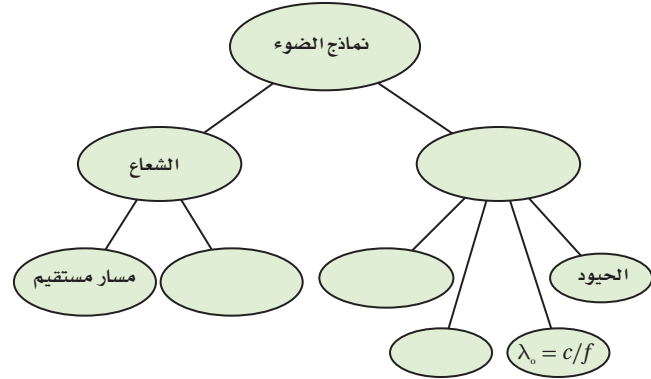 نماذج الضوء
الشعاع
مسار مستقيم
الحيود
λ₀ = c/f